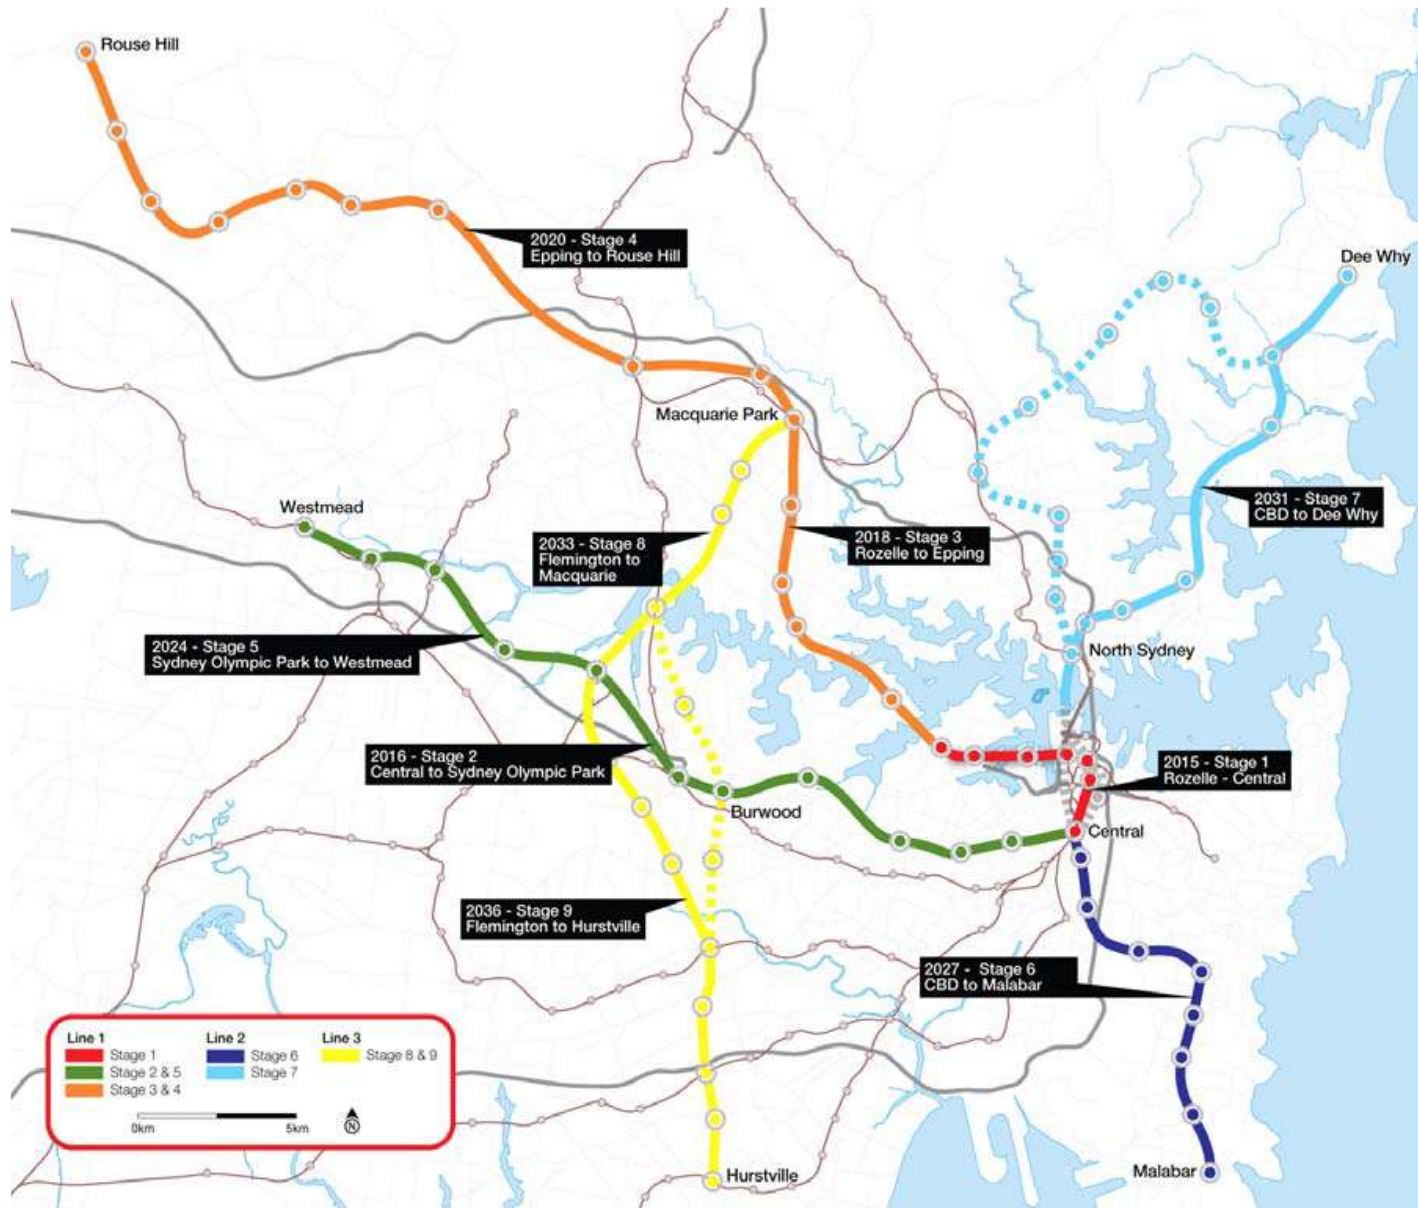 Rouse Hill
2020 - Stage 4
Epping to Rouse Hill
Dee Why
Macquarie Park
Westmead
2031 - Stage 7
CBD to Dee Why
2033 - Stage 8
Flemington to
Macquarie
2018 - Stage 3
Rozelle to Epping
2024 - Stage 5
Sydney Olympic Park to Westmead
North Sydney
2016 - Stage 2
Central to Sydney Olympic Park
2015 - Stage 1
Rozelle - Central
Burwood
Central
2036 - Stage 9
Flemington to Hurstville
2027 - Stage 6
CBD to Malabar
Line 1
Stage 1
Stage 2 & 5
Stage 3 & 4
Line 2
Stage 6
Stage 7
Line 3
Stage 8 & 9
0km 5km
N
Hurstville
Malabar